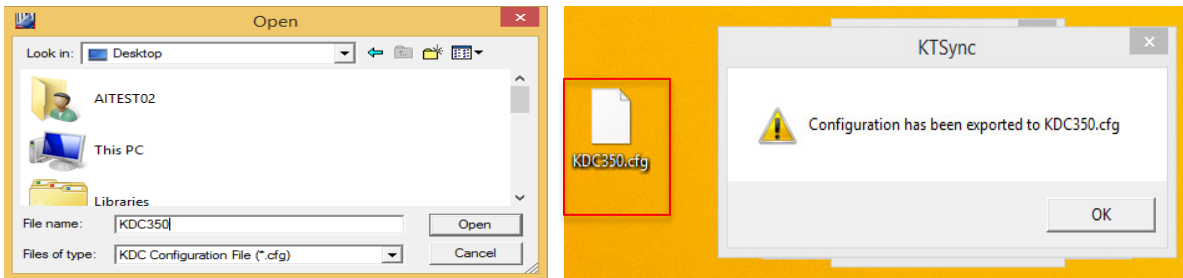 Open
Look in: Desktop
AITEST02
This PC
Libraries
File name: KDC350 Open
Files of type: KDC Configuration File (*.cfg) Cancel
KDC350.cfg
KTSync
Configuration has been exported to KDC350.cfg
OK